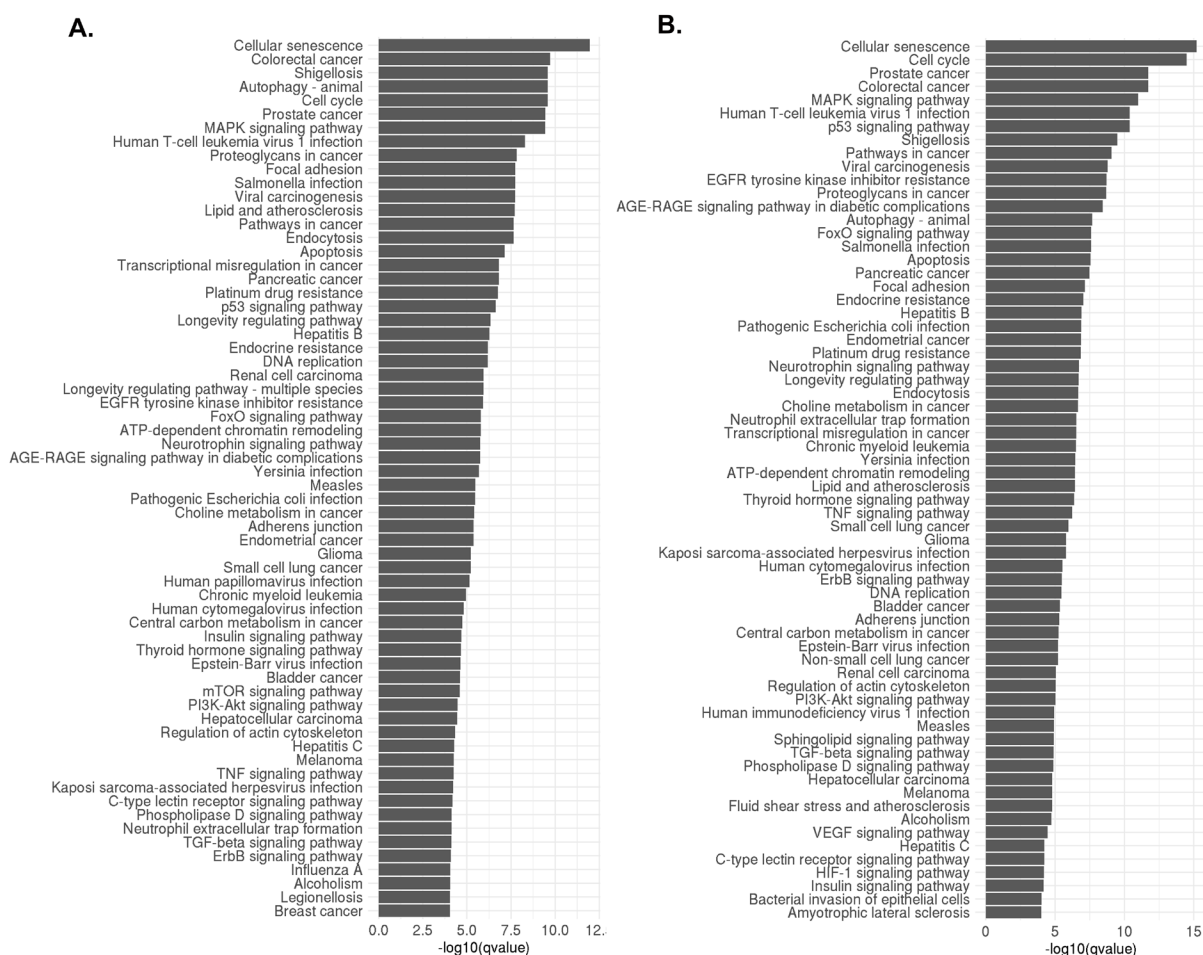 A.
Cellular senescence
Colorectal cancer
Shigellosis
Autophagy - animal
Cell cycle
Prostate cancer
MAPK signaling pathway
Human T-cell leukemia virus 1 infection
Proteoglycans in cancer
Focal adhesion
Salmonella infection
Viral carcinogenesis
Lipid and atherosclerosis
Pathways in cancer
Endocytosis
Apoptosis
Transcriptional misregulation in cancer
Pancreatic cancer
Platinum drug resistance
p53 signaling pathway
Longevity regulating pathway
Hepatitis B
Endocrine resistance
DNA replication
Renal cell carcinoma
Longevity regulating pathway - multiple species
EGFR tyrosine kinase inhibitor resistance
FoxO signaling pathway
ATP-dependent chromatin remodeling
Neurotrophin signaling pathway
AGE-RAGE signaling pathway in diabetic complications
Yersinia infection
Measles
Pathogenic Escherichia coli infection
Choline metabolism in cancer
Adherens junction
Endometrial cancer
Glioma
Small cell lung cancer
Human papillomavirus infection
Chronic myeloid leukemia
Human cytomegalovirus infection
Central carbon metabolism in cancer
Insulin signaling pathway
Thyroid hormone signaling pathway
Epstein-Barr virus infection
Bladder cancer
mTOR signaling pathway
PI3K-Akt signaling pathway
Hepatocellular carcinoma
Regulation of actin cytoskeleton
Hepatitis C
Melanoma
TNF signaling pathway
Kaposi sarcoma-associated herpesvirus infection
C-type lectin receptor signaling pathway
Phospholipase D signaling pathway
Neutrophil extracellular trap formation
TGF-beta signaling pathway
ErbB signaling pathway
Influenza A
Alcoholism
Legionellosis
Breast cancer
0.0 2.5 5.0 7.5 10.0 12.
-log10(qvalue)
B.
Cellular senescence
Cell cycle
Prostate cancer
Colorectal cancer
MAPK signaling pathway
Human T-cell leukemia virus 1 infection
p53 signaling pathway
Shigellosis
Pathways in cancer
Viral carcinogenesis
EGFR tyrosine kinase inhibitor resistance
Proteoglycans in cancer
AGE-RAGE signaling pathway in diabetic complications
Autophagy - animal
FoxO signaling pathway
Salmonella infection
Apoptosis
Pancreatic cancer
Focal adhesion
Endocrine resistance
Hepatitis B
Pathogenic Escherichia coli infection
Endometrial cancer
Platinum drug resistance
Neurotrophin signaling pathway
Longevity regulating pathway
Endocytosis
Choline metabolism in cancer
Neutrophil extracellular trap formation
Transcriptional misregulation in cancer
Chronic myeloid leukemia
Yersinia infection
ATP-dependent chromatin remodeling
Lipid and atherosclerosis
Thyroid hormone signaling pathway
TNF signaling pathway
Small cell lung cancer
Glioma
Kaposi sarcoma-associated herpesvirus infection
Human cytomegalovirus infection
ErbB signaling pathway
DNA replication
Bladder cancer
Adherens junction
Central carbon metabolism in cancer
Epstein-Barr virus infection
Non-small cell lung cancer
Renal cell carcinoma
Regulation of actin cytoskeleton
PI3K-Akt signaling pathway
Human immunodeficiency virus 1 infection
Measles
Sphingolipid signaling pathway
TGF-beta signaling pathway
Phospholipase D signaling pathway
Hepatocellular carcinoma
Melanoma
Fluid shear stress and atherosclerosis
Alcoholism
VEGF signaling pathway
Hepatitis C
C-type lectin receptor signaling pathway
HIF-1 signaling pathway
Insulin signaling pathway
Bacterial invasion of epithelial cells
Amyotrophic lateral sclerosis
0 5 10 15
-log10(qvalue)